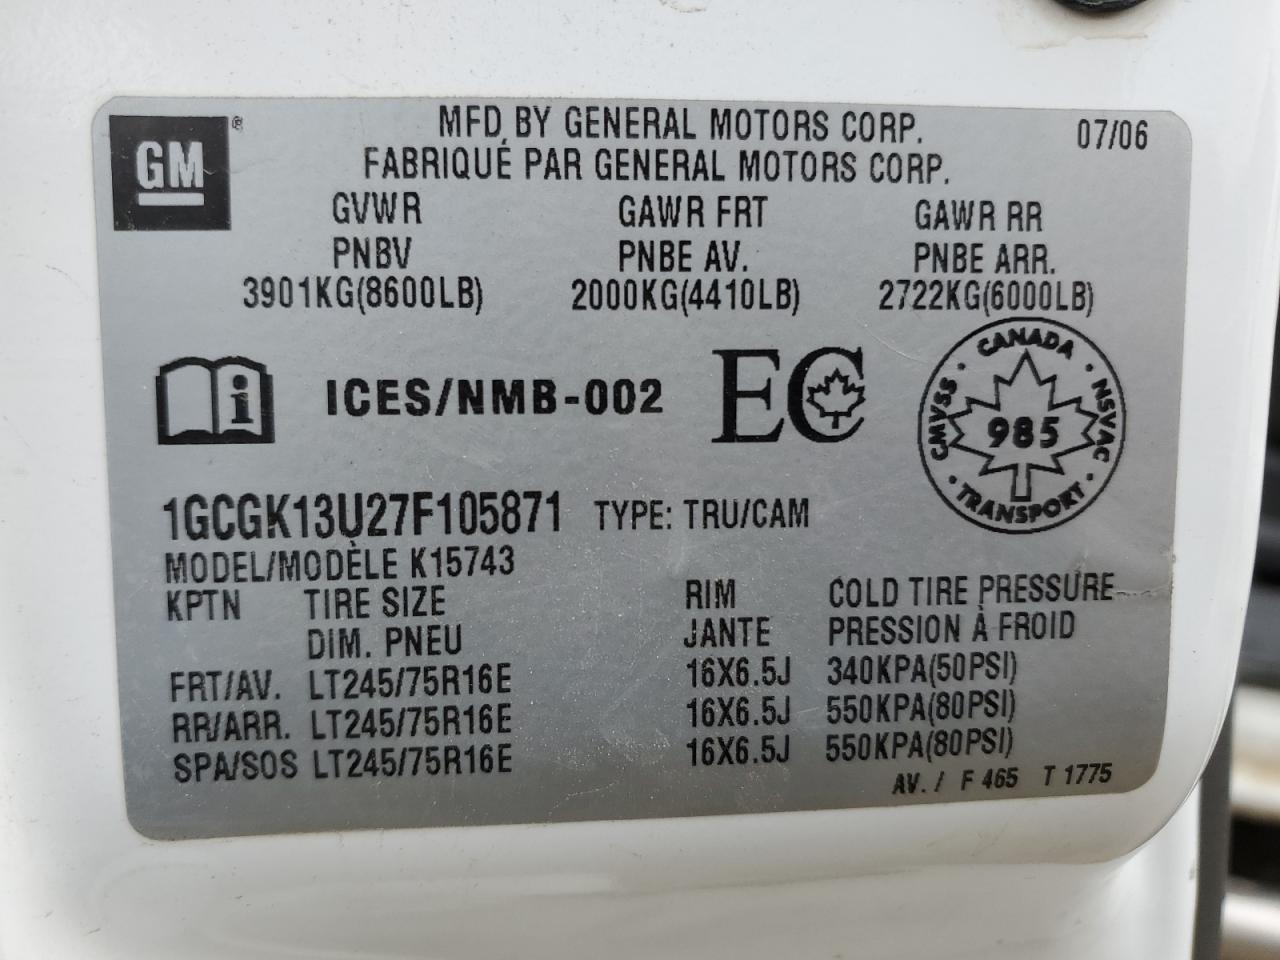 GM ®
MFD BY GENERAL MOTORS CORP. 07/06
FABRIQUÉ PAR GENERAL MOTORS CORP.
GVWR GAWR FRT GAWR RR
PNBV PNBE AV. PNBE ARR.
3901KG(8600LB) 2000KG(4410LB) 2722KG(6000LB)
i ICES/NMB-002 EC
CANADA · NSVAC · TRANSPORT · CMVSS ·
985
1GCGK13U27F105871 TYPE: TRU/CAM
MODEL/MODÈLE K15743
KPTN TIRE SIZE RIM COLD TIRE PRESSURE
DIM. PNEU JANTE PRESSION À FROID
FRT/AV. LT245/75R16E 16X6.5J 340KPA(50PSI)
RR/ARR. LT245/75R16E 16X6.5J 550KPA(80PSI)
SPA/SOS LT245/75R16E 16X6.5J 550KPA(80PSI)
AV. / F 465 T 1775